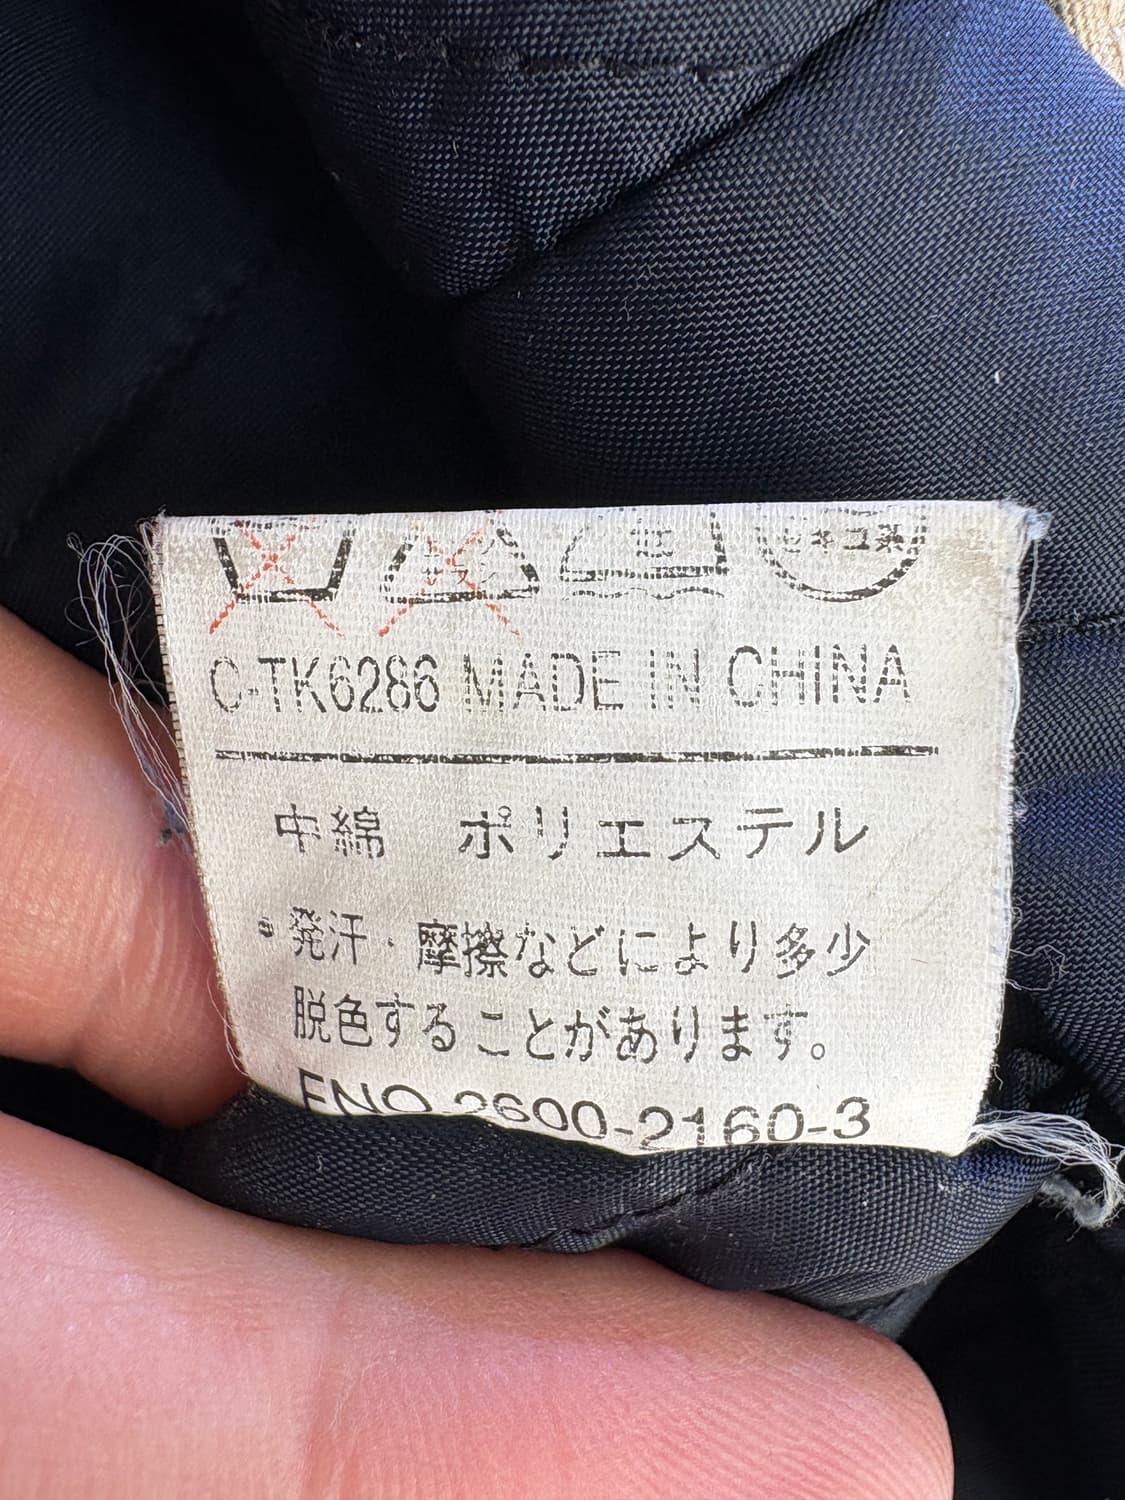 C-TK6286 MADE IN CHINA
中綿 ポリエステル
・発汗・摩擦などにより多少
脱色することがあります。
ENO 2600-2160-3